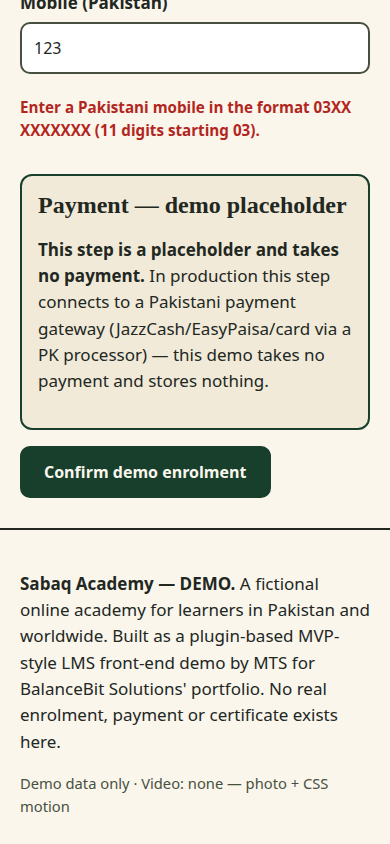 Mobile (Pakistan)
123
Enter a Pakistani mobile in the format 03XX
XXXXXXX (11 digits starting 03).
Payment — demo placeholder
This step is a placeholder and takes
no payment. In production this step
connects to a Pakistani payment
gateway (JazzCash/EasyPaisa/card via a
PK processor) — this demo takes no
payment and stores nothing.
Confirm demo enrolment
Sabaq Academy — DEMO. A fictional
online academy for learners in Pakistan and
worldwide. Built as a plugin-based MVP-
style LMS front-end demo by MTS for
BalanceBit Solutions' portfolio. No real
enrolment, payment or certificate exists
here.
Demo data only · Video: none — photo + CSS
motion